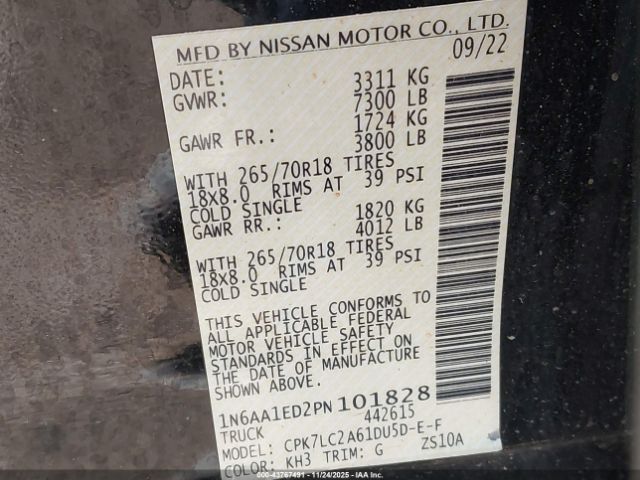 MFD BY NISSAN MOTOR CO., LTD.
DATE: 09/22
GVWR: 3311 KG
7300 LB
GAWR FR.: 1724 KG
3800 LB
WITH 265/70R18 TIRES
18X8.0 RIMS AT 39 PSI
COLD SINGLE
GAWR RR.: 1820 KG
4012 LB
WITH 265/70R18 TIRES
18X8.0 RIMS AT 39 PSI
COLD SINGLE
THIS VEHICLE CONFORMS TO
ALL APPLICABLE FEDERAL
MOTOR VEHICLE SAFETY
STANDARDS IN EFFECT ON
THE DATE OF MANUFACTURE
SHOWN ABOVE.
1N6AA1ED2PN101828
TRUCK 442615
MODEL: CPK7LC2A61DU5D-E-F
COLOR: KH3 TRIM: G ZS10A
Copyright 43767491 - 11/24/2025 - IAAI